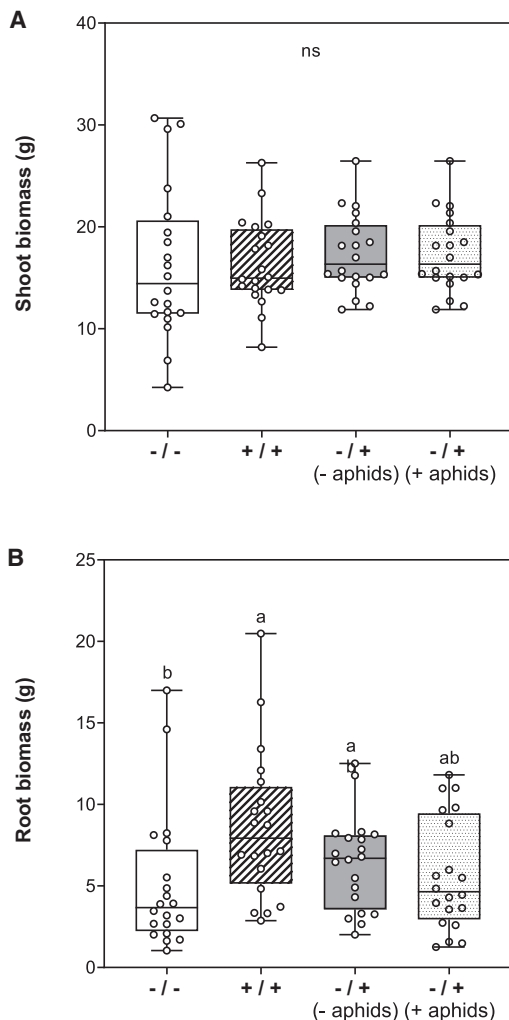 A
40
30
20
10
0
Shoot biomass (g)
ns
- / - + / + - / + - / +
(- aphids) (+ aphids)
B
25
20
15
10
5
0
Root biomass (g)
b a a ab
b
- / - + / + - / + - / +
(- aphids) (+ aphids)